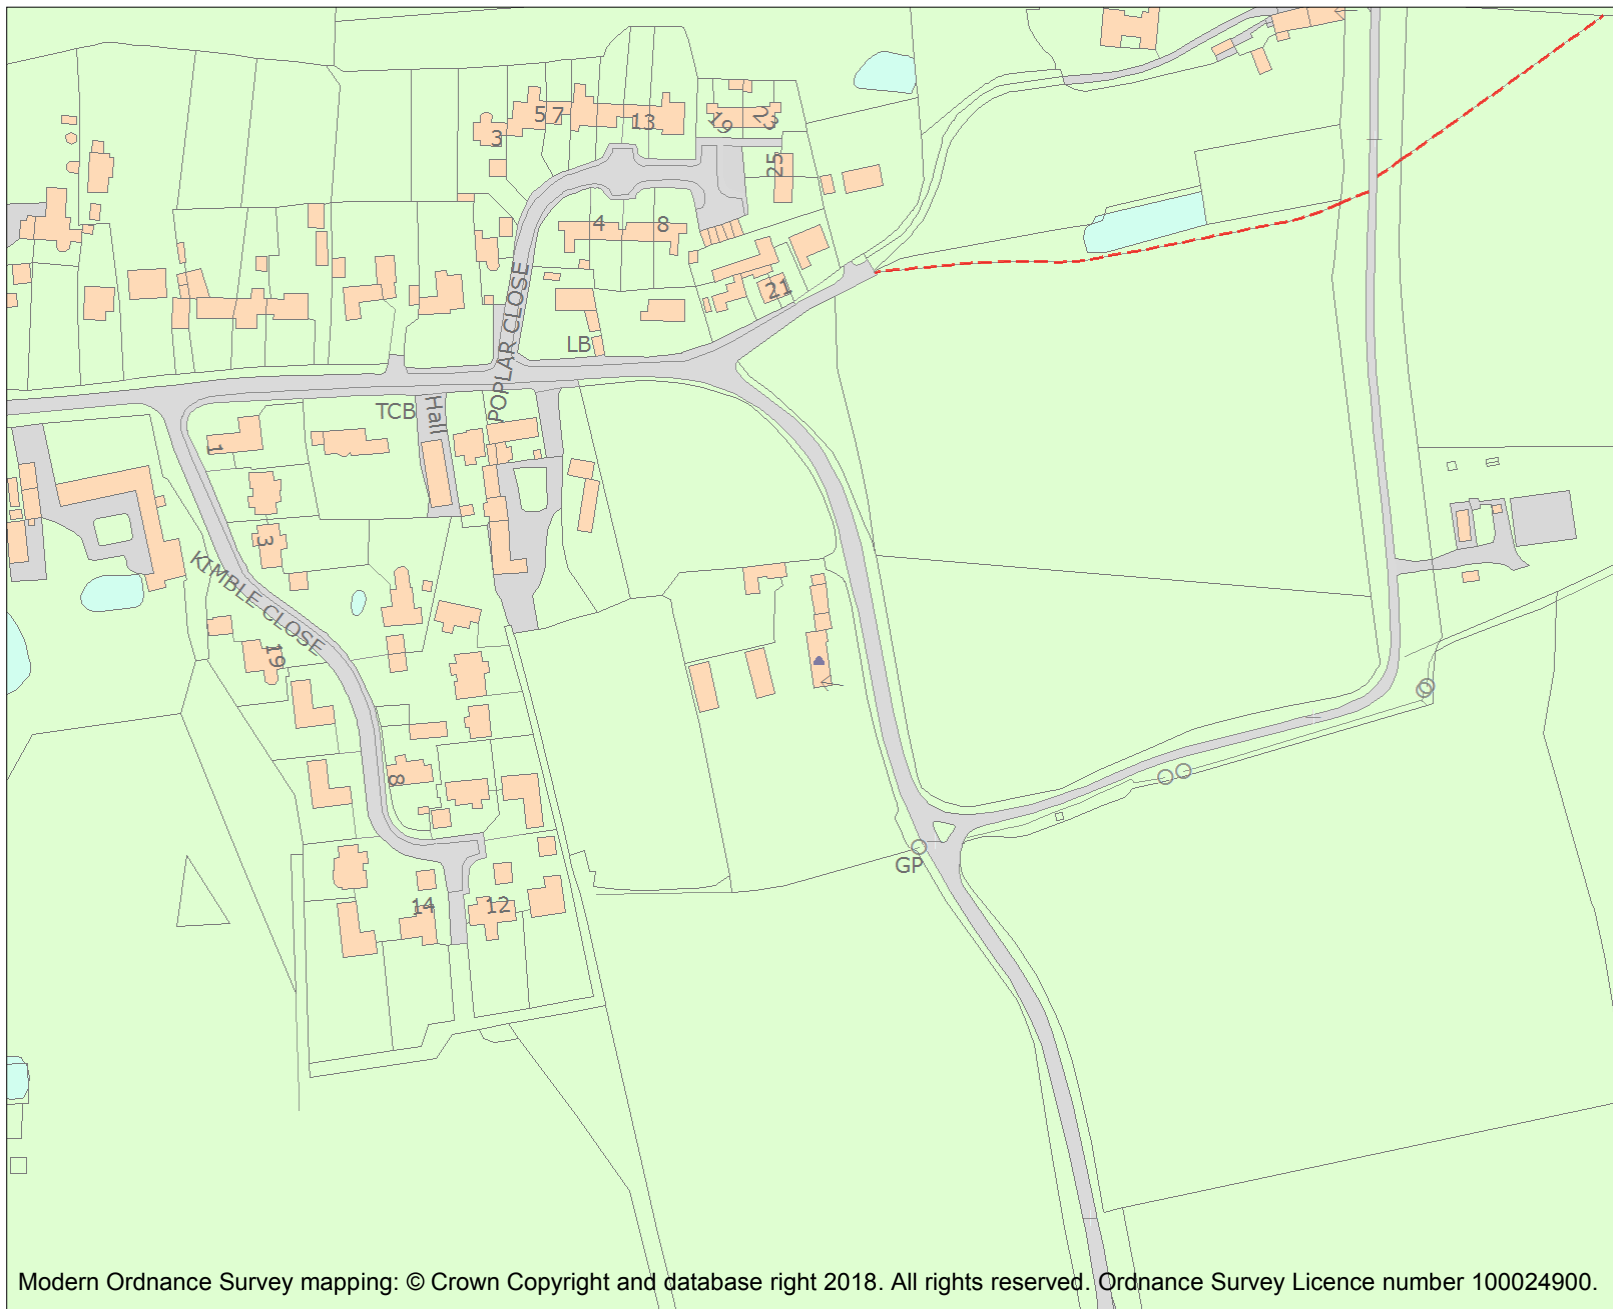 5 7
13
19
23
3
25
4
8
21
POPLAR CLOSE
LB
TCB
Hall
1
3
KIMBLE CLOSE
19
8
GP
14
12
Modern Ordnance Survey mapping: © Crown Copyright and database right 2018. All rights reserved. Ordnance Survey Licence number 100024900.